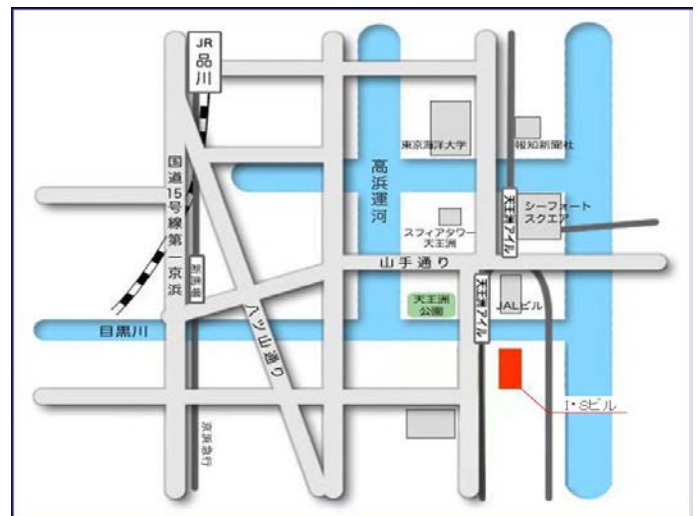 JR
品川
東京海洋大学
報知新聞社
高浜運河
国道15号線第一京浜
天王洲アイル
シーフォート
スクエア
スフィアタワー
天王洲
山手通り
天王洲
公園
JALビル
天王洲アイル
目黒川
八ツ山通り
I・Sビル
京浜急行